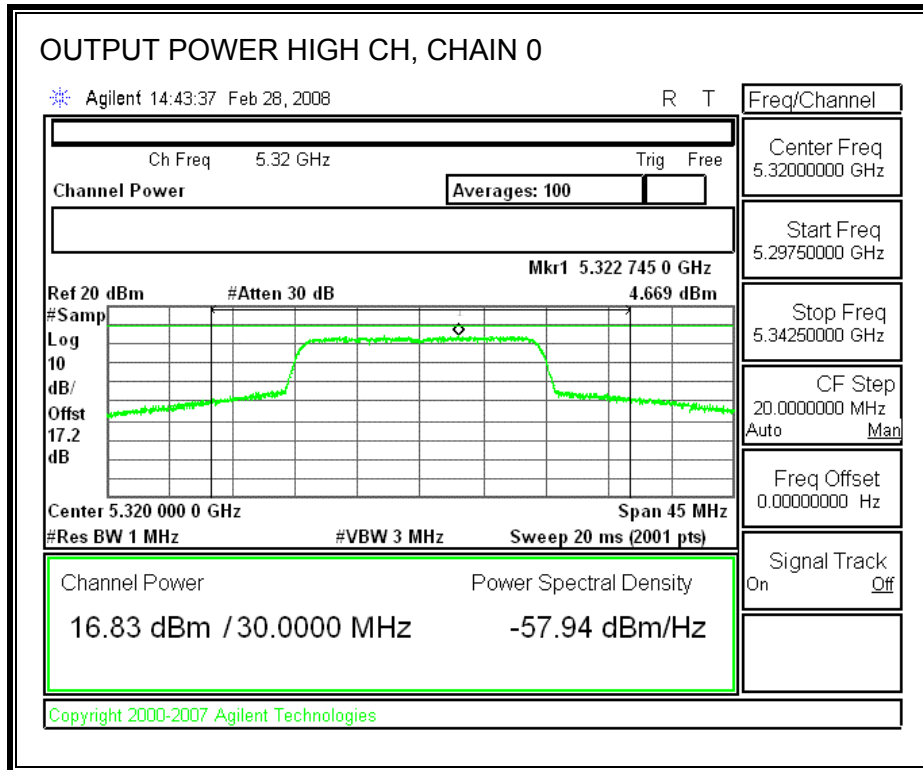 OUTPUT POWER HIGH CH, CHAIN 0
Agilent 14:43:37 Feb 28, 2008 R T
Ch Freq 5.32 GHz Trig Free
Channel Power Averages: 100
Mkr1 5.322 745 0 GHz
Ref 20 dBm #Atten 30 dB 4.669 dBm
#Samp
Log
10
dB/
Offst
17.2
dB
Center 5.320 000 0 GHz Span 45 MHz
#Res BW 1 MHz #VBW 3 MHz Sweep 20 ms (2001 pts)
Channel Power Power Spectral Density
16.83 dBm / 30.0000 MHz -57.94 dBm/Hz
Copyright 2000-2007 Agilent Technologies
Freq/Channel
Center Freq
5.32000000 GHz
Start Freq
5.29750000 GHz
Stop Freq
5.34250000 GHz
CF Step
20.0000000 MHz
Auto Man
Freq Offset
0.00000000 Hz
Signal Track
On Off